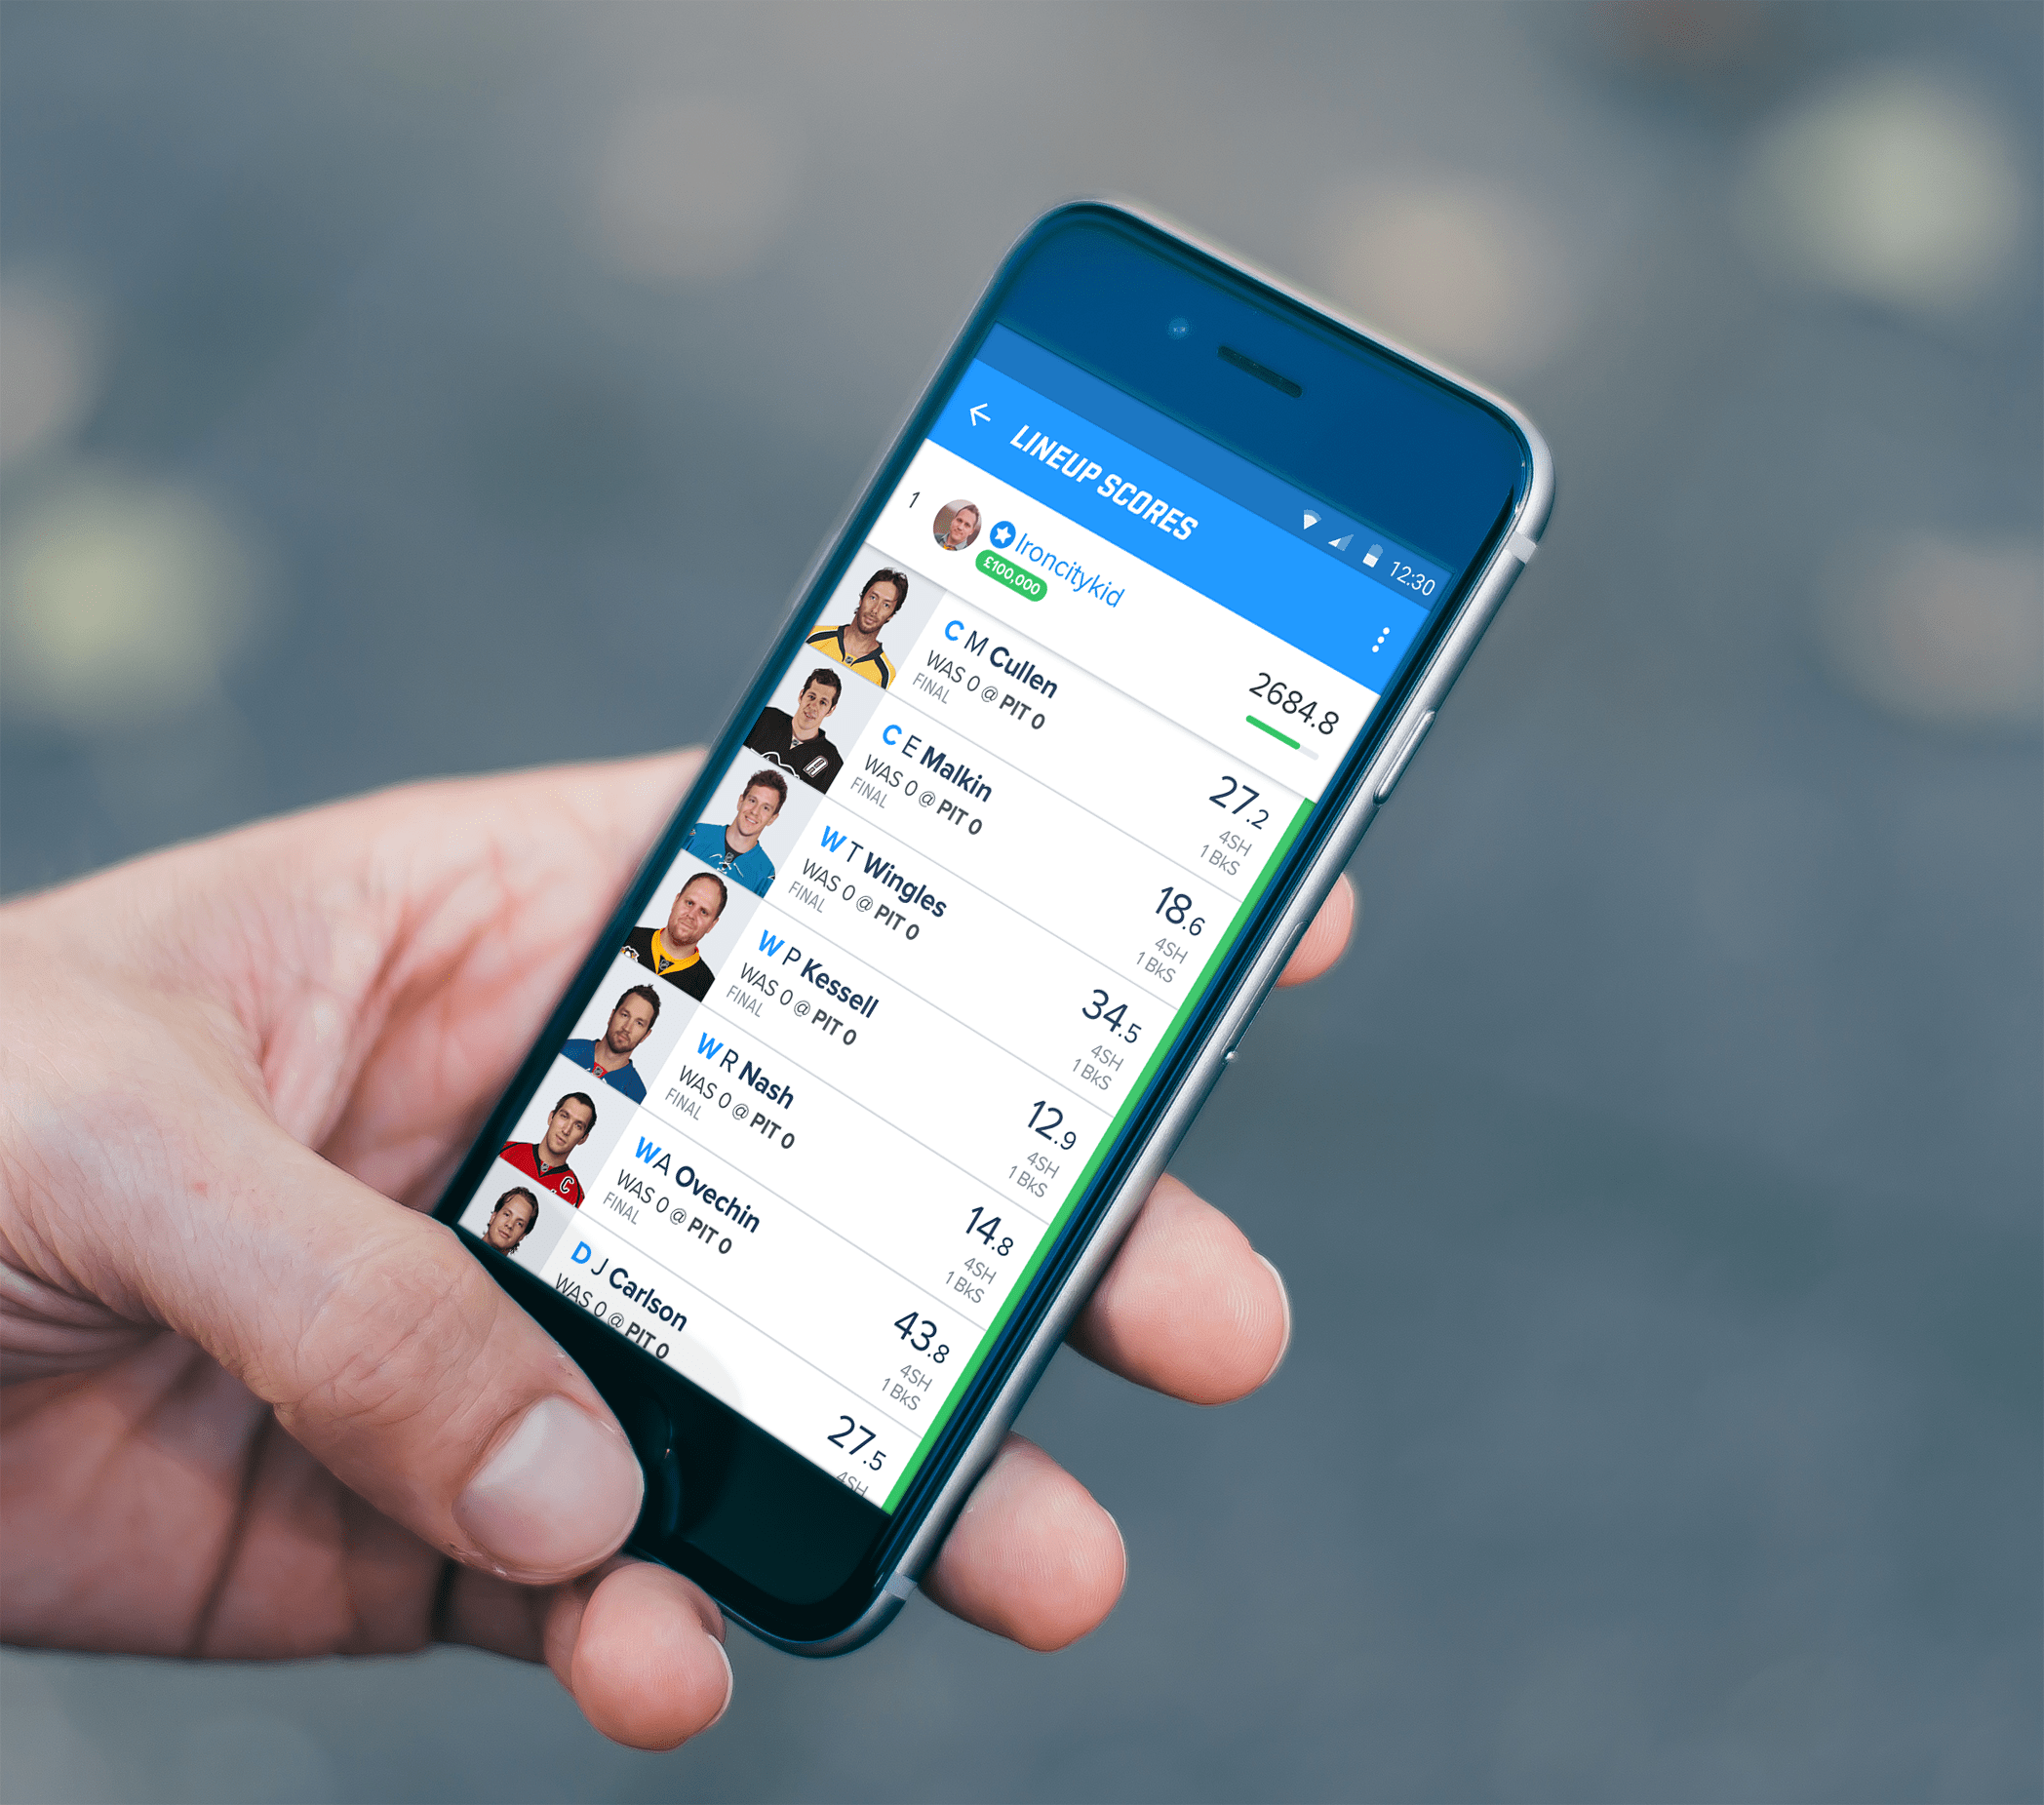 12:30
LINEUP SCORES
1
Ironcitykid
£100,000
2684.8
C M Cullen
WAS 0 @ PIT 0
FINAL
27.2
4SH
1 BkS
C E Malkin
WAS 0 @ PIT 0
FINAL
18.6
4SH
1 BkS
W T Wingles
WAS 0 @ PIT 0
FINAL
34.5
4SH
1 BkS
W P Kessell
WAS 0 @ PIT 0
FINAL
12.9
4SH
1 BkS
W R Nash
WAS 0 @ PIT 0
FINAL
14.8
4SH
1 BkS
W A Ovechin
WAS 0 @ PIT 0
FINAL
43.8
4SH
1 BkS
D J Carlson
WAS 0 @ PIT 0
27.5
4SH
C